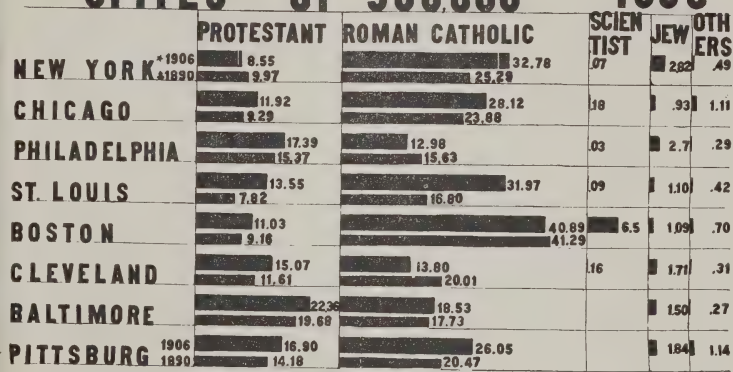 PROTESTANT ROMAN CATHOLIC SCIEN TIST JEW OTH ERS
NEW YORK *1906 8.55 32.78 .07 2.82 .49
*1890 9.97 25.29
CHICAGO 11.92 28.12 .18 .93 1.11
9.29 23.88
PHILADELPHIA 17.39 12.98 .03 2.7 .29
15.37 15.63
ST. LOUIS 13.55 31.97 .09 1.10 .42
7.82 16.80
BOSTON 11.03 40.89 6.5 1.09 .70
9.16 41.29
CLEVELAND 15.07 13.80 .16 1.71 .31
11.61 20.01
BALTIMORE 22.36 18.53 1.50 .27
19.68 17.73
PITTSBURG 1906 16.90 26.05 1.84 1.14
1890 14.18 20.47